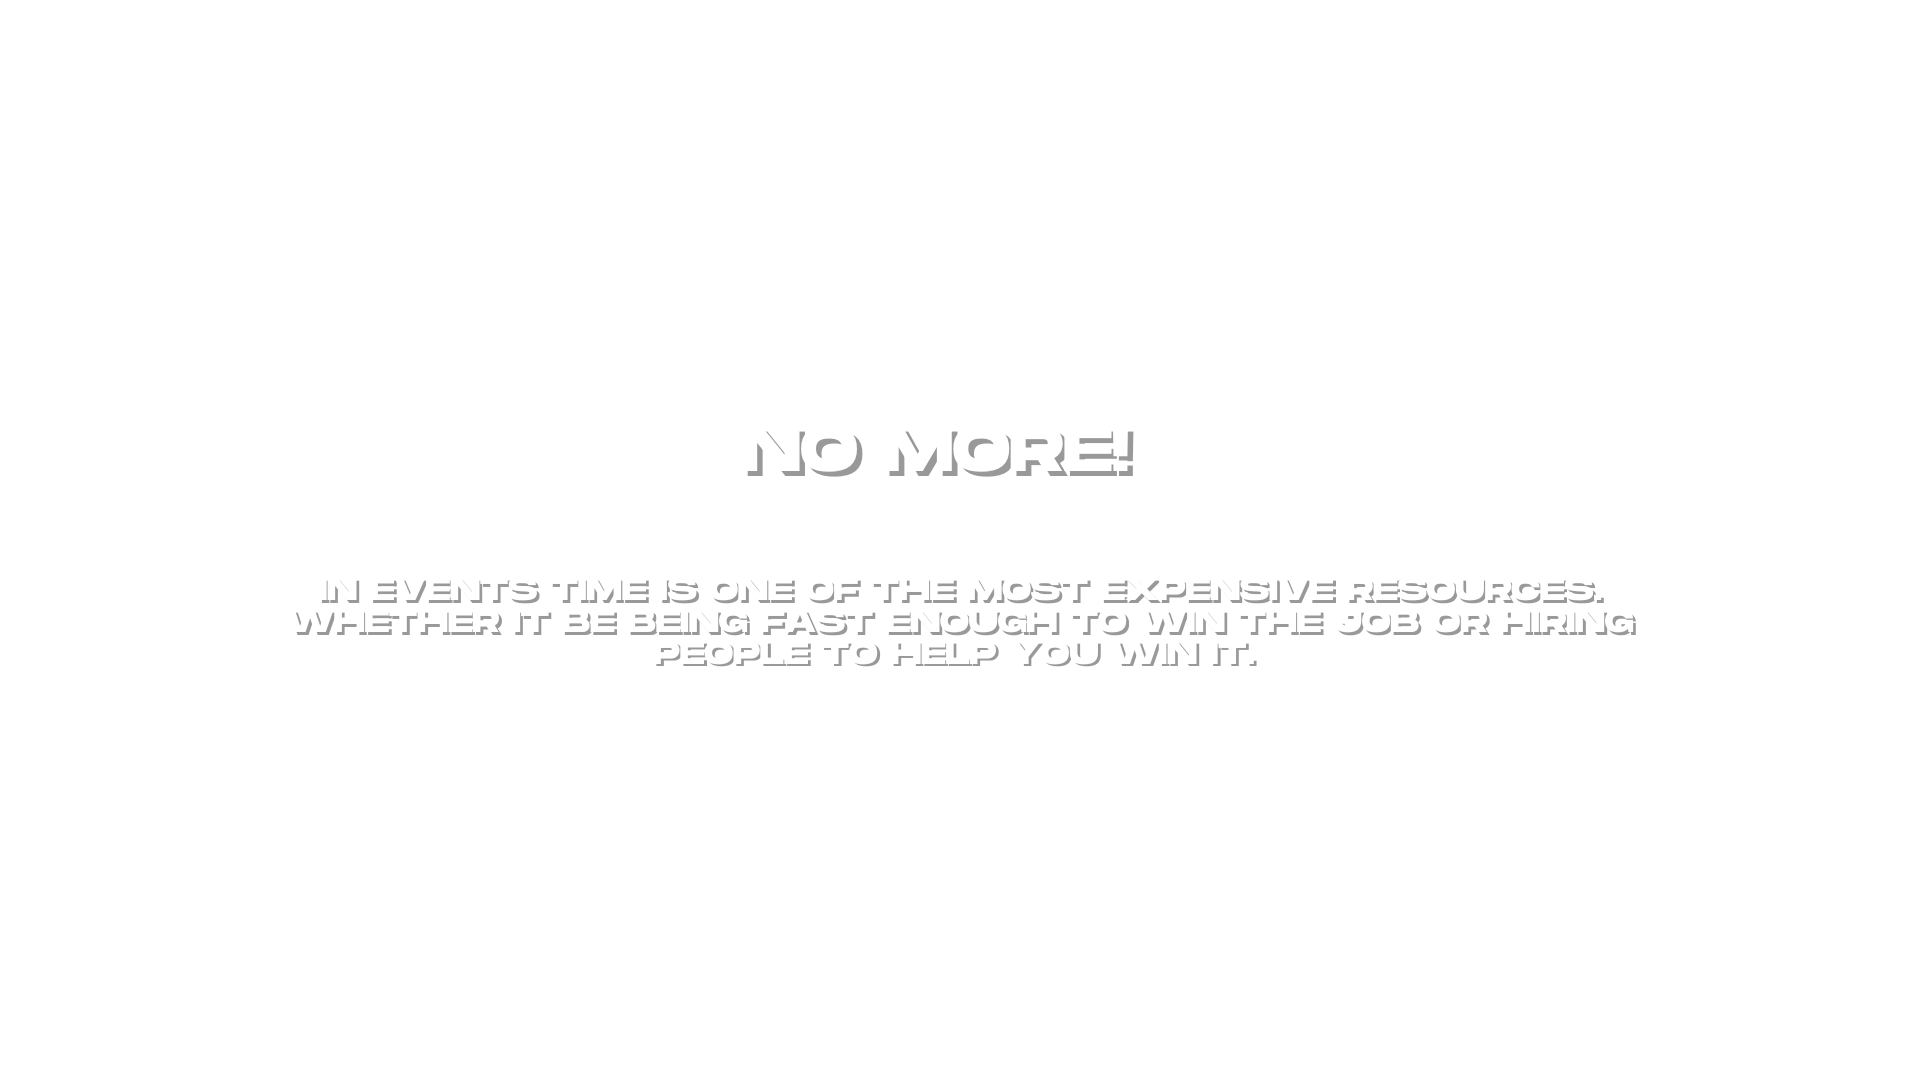 NO MORE!
IN EVENTS TIME IS ONE OF THE MOST EXPENSIVE RESOURCES.
WHETHER IT BE BEING FAST ENOUGH TO WIN THE JOB OR HIRING
PEOPLE TO HELP YOU WIN IT.